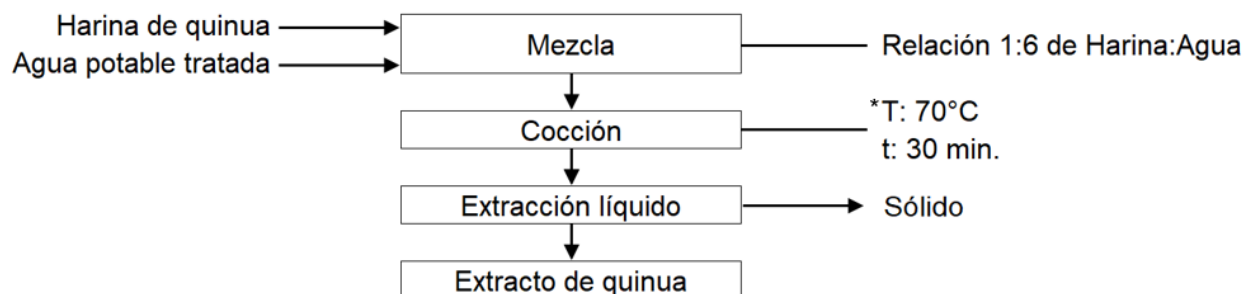 Harina de quinua
Agua potable tratada
Mezcla
Relación 1:6 de Harina:Agua
Cocción
*T: 70°C
t: 30 min.
Extracción líquido
Sólido
Extracto de quinua